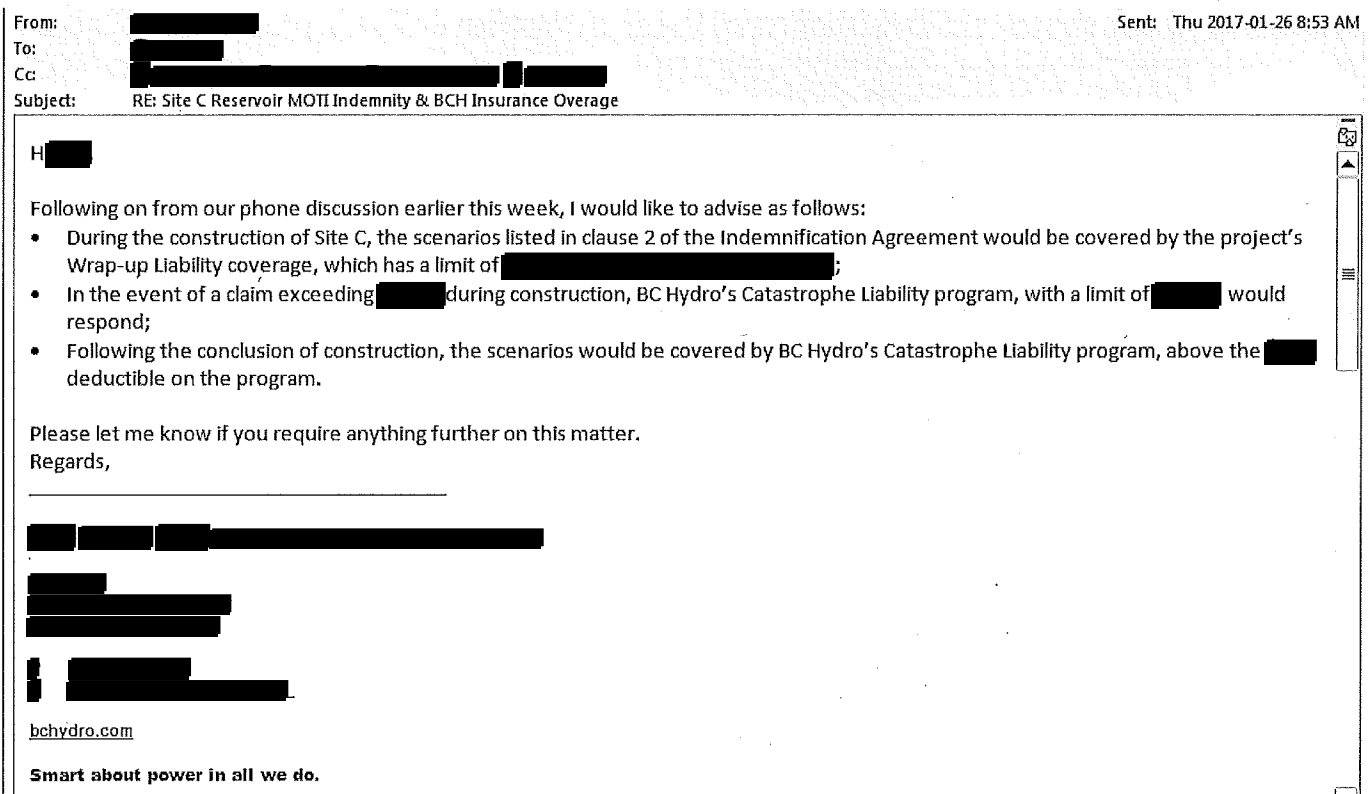 From:
Sent: Thu 2017-01-26 8:53 AM
To:
Cc:
Subject: RE: Site C Reservoir MOTI Indemnity & BCH Insurance Overage
H
Following on from our phone discussion earlier this week, I would like to advise as follows:
• During the construction of Site C, the scenarios listed in clause 2 of the Indemnification Agreement would be covered by the project's
Wrap-up Liability coverage, which has a limit of ;
• In the event of a claim exceeding during construction, BC Hydro's Catastrophe Liability program, with a limit of would
respond;
• Following the conclusion of construction, the scenarios would be covered by BC Hydro's Catastrophe Liability program, above the
deductible on the program.
Please let me know if you require anything further on this matter.
Regards,
bchydro.com
Smart about power in all we do.